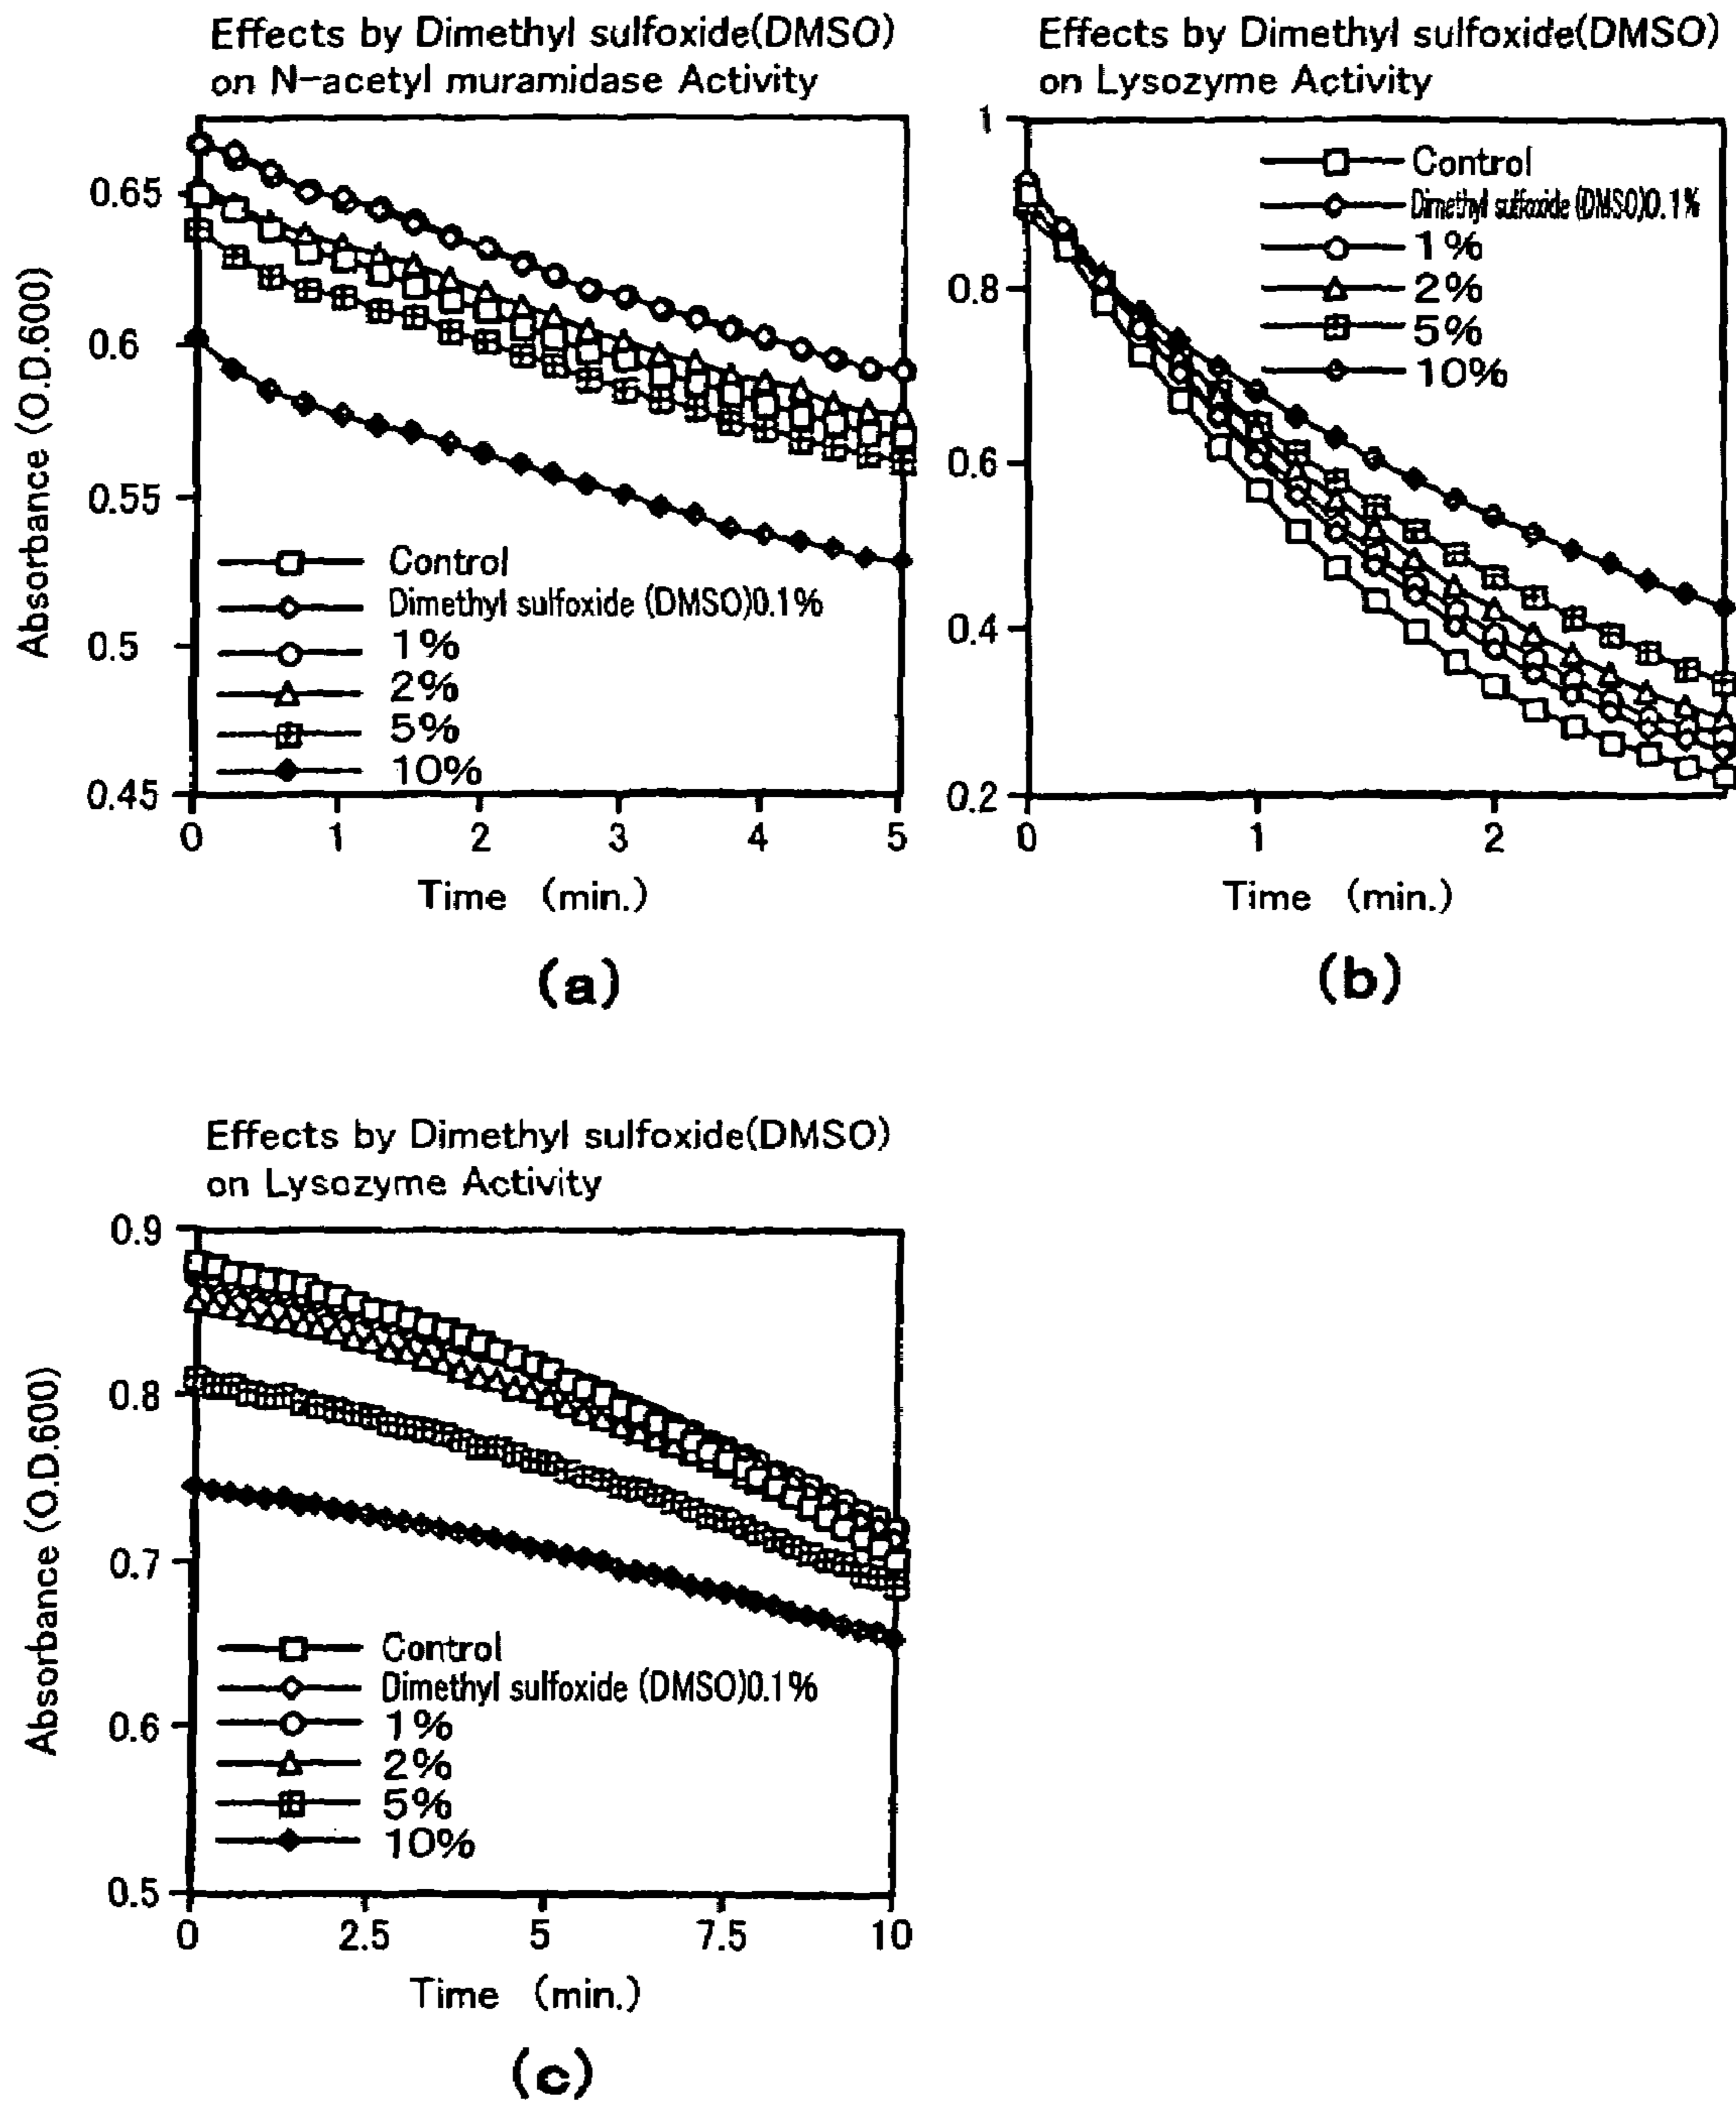 Effects by Dimethyl sulfoxide(DMSO)
on N-acetyl muramidase Activity
0.65
0.6
0.55
0.5
0.45
Absorbance (O.D.600)
Control
Dimethyl sulfoxide (DMSO)0.1%
1%
2%
5%
10%
0 1 2 3 4 5
Time (min.)
(a)
Effects by Dimethyl sulfoxide(DMSO)
on Lysozyme Activity
1
0.8
0.6
0.4
0.2
Control
Dimethyl sulfoxide (DMSO)0.1%
1%
2%
5%
10%
0 1 2
Time (min.)
(b)
Effects by Dimethyl sulfoxide(DMSO)
on Lysozyme Activity
0.9
0.8
0.7
0.6
0.5
Absorbance (O.D.600)
Control
Dimethyl sulfoxide (DMSO)0.1%
1%
2%
5%
10%
0 2.5 5 7.5 10
Time (min.)
(c)